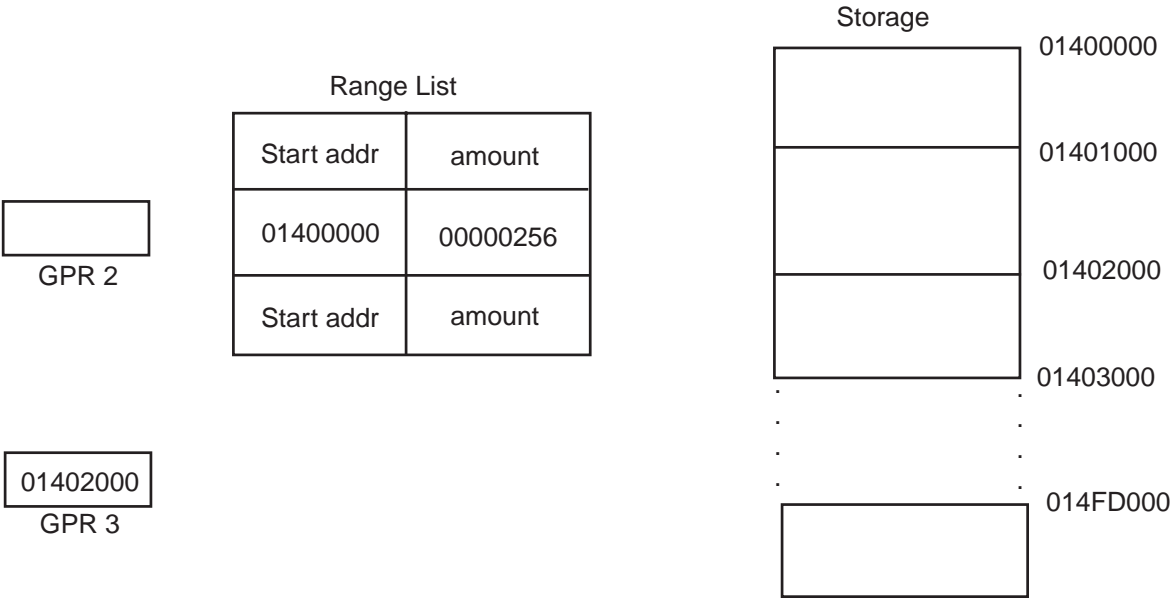 Storage
01400000
Range List
Start addr amount
01401000
01400000 00000256
GPR 2
01402000
Start addr amount
01403000
01402000
GPR 3
014FD000